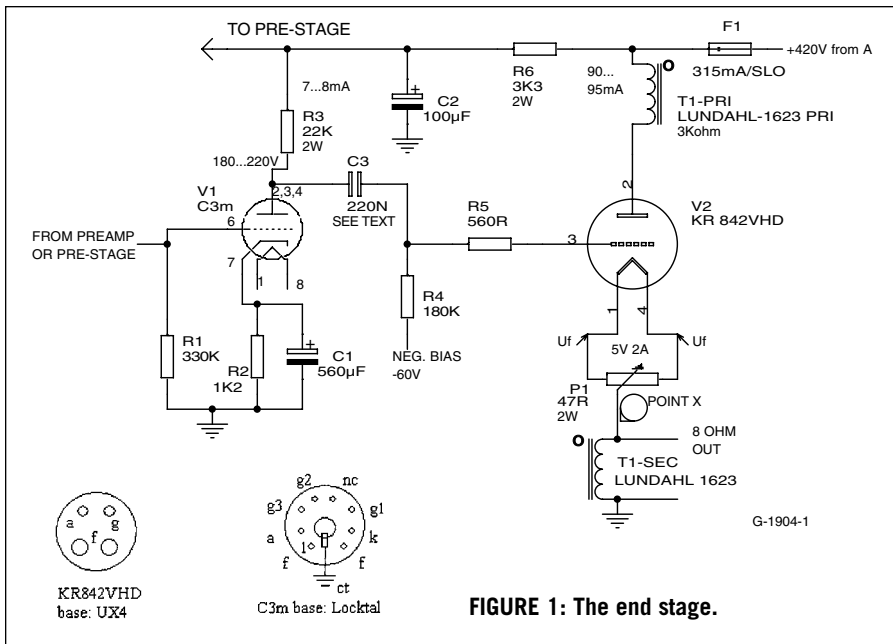 TO PRE-STAGE
F1
+420V from A
315mA/SLO
R6
3K3
2W
90...
95mA
T1-PRI
LUNDAHL-1623 PRI
3Kohm
7...8mA
C2
100µF
R3
22K
2W
180...220V
C3
220N
SEE TEXT
V1
C3m
2,3,4
6
7
1
8
FROM PREAMP
OR PRE-STAGE
R5
560R
2
V2
KR 842VHD
3
1
4
R4
180K
NEG. BIAS
-60V
R1
330K
R2
1K2
C1
560µF
Uf
5V 2A
Uf
P1
47R
2W
POINT X
8 OHM
OUT
T1-SEC
LUNDAHL 1623
G-1904-1
a
g
f
KR842VHD
base: UX4
g2
nc
g3
g1
a
k
1
f
f
ct
C3m base: Locktal
FIGURE 1: The end stage.